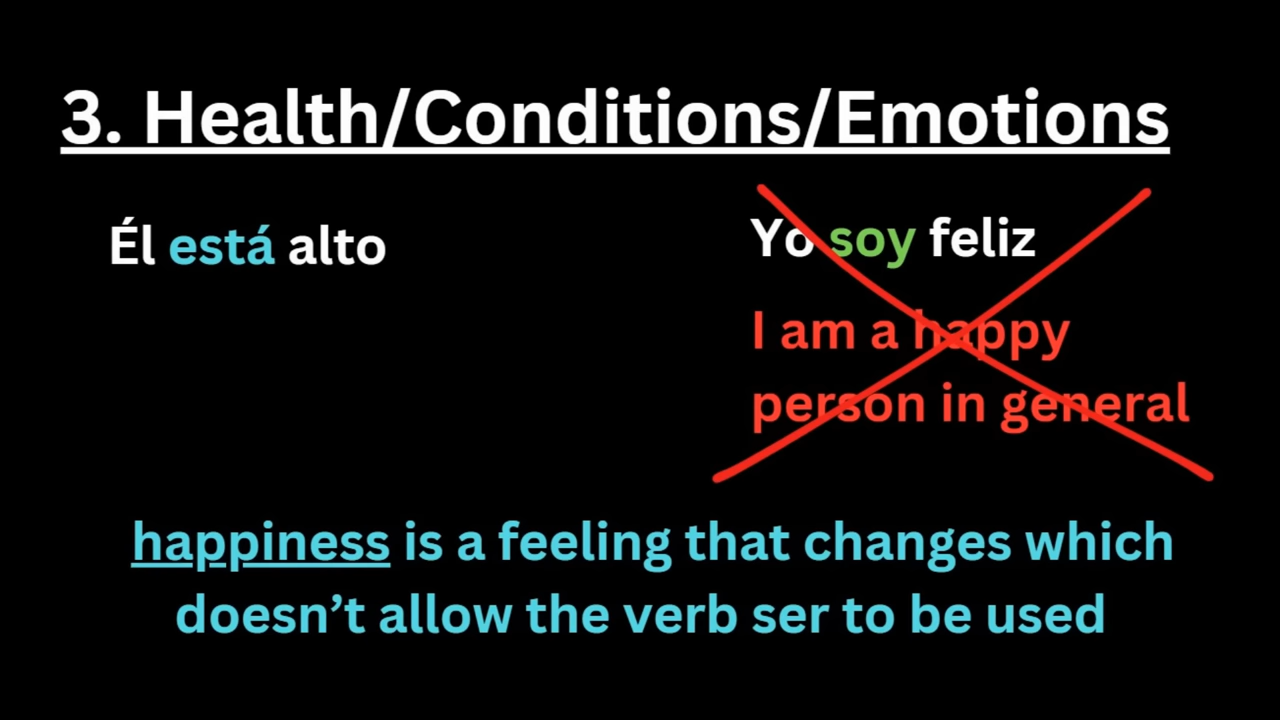 3. Health/Conditions/Emotions
Él está alto
Yo soy feliz
I am a happy
person in general
happiness is a feeling that changes which
doesn’t allow the verb ser to be used